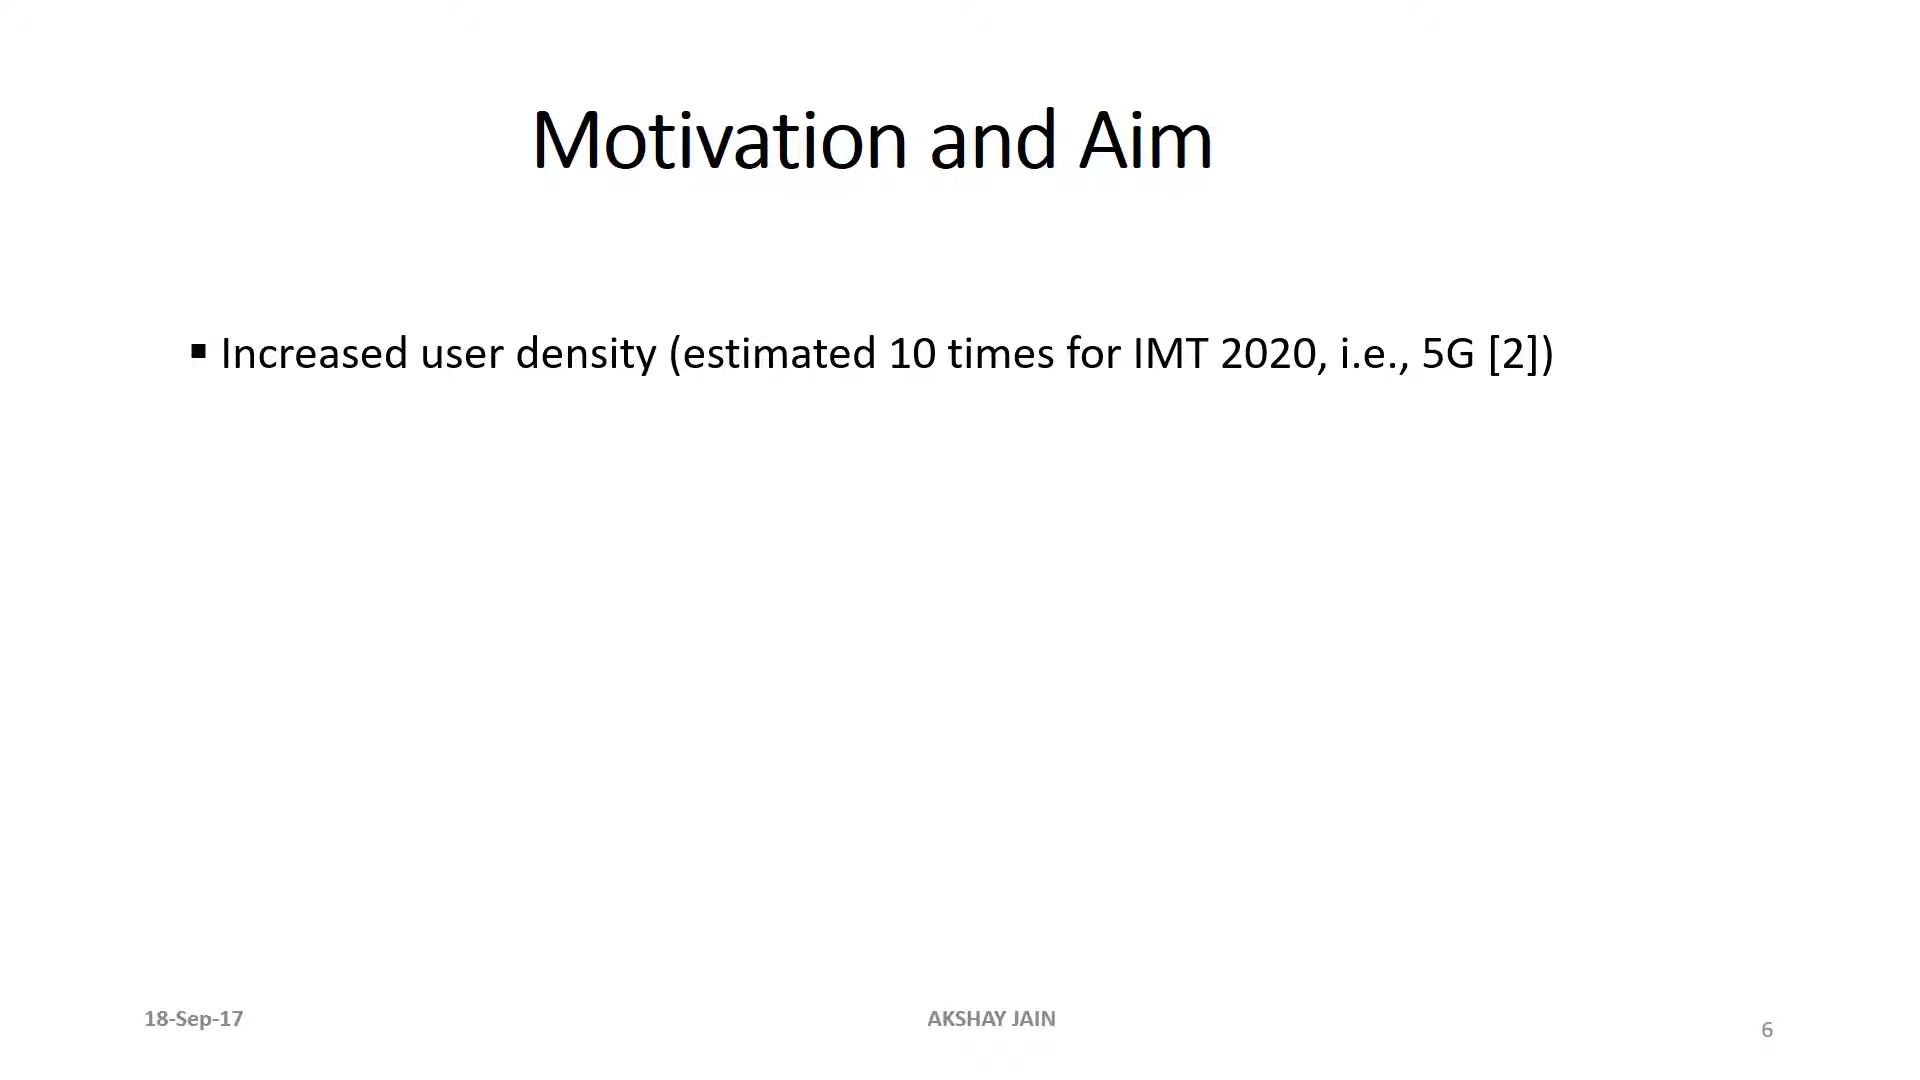 Motivation and Aim
▪ Increased user density (estimated 10 times for IMT 2020, i.e., 5G [2])
18-Sep-17
AKSHAY JAIN
6